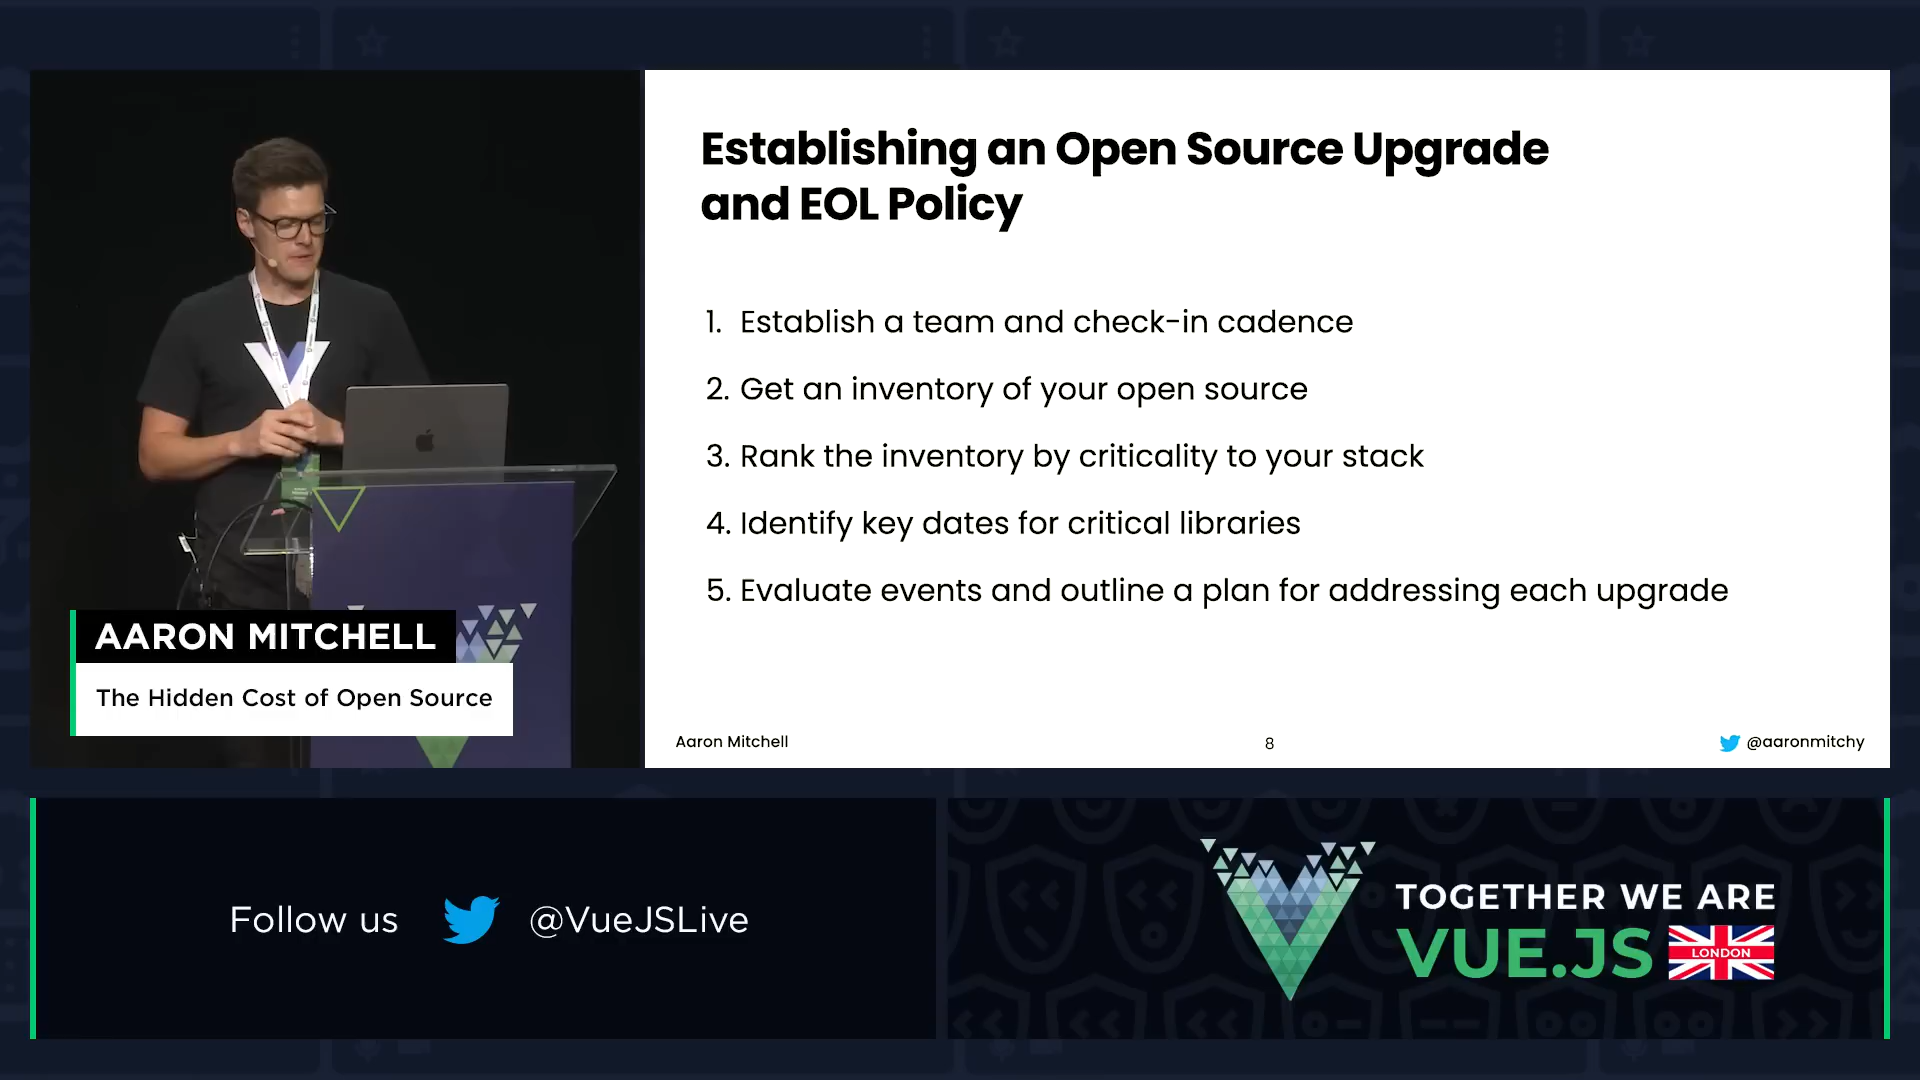 Establishing an Open Source Upgrade
and EOL Policy
1. Establish a team and check-in cadence
2. Get an inventory of your open source
3. Rank the inventory by criticality to your stack
4. Identify key dates for critical libraries
5. Evaluate events and outline a plan for addressing each upgrade
Aaron Mitchell
8
@aaronmitchy
AARON MITCHELL
The Hidden Cost of Open Source
Follow us
@VueJSLive
TOGETHER WE ARE
VUE.JS
LONDON